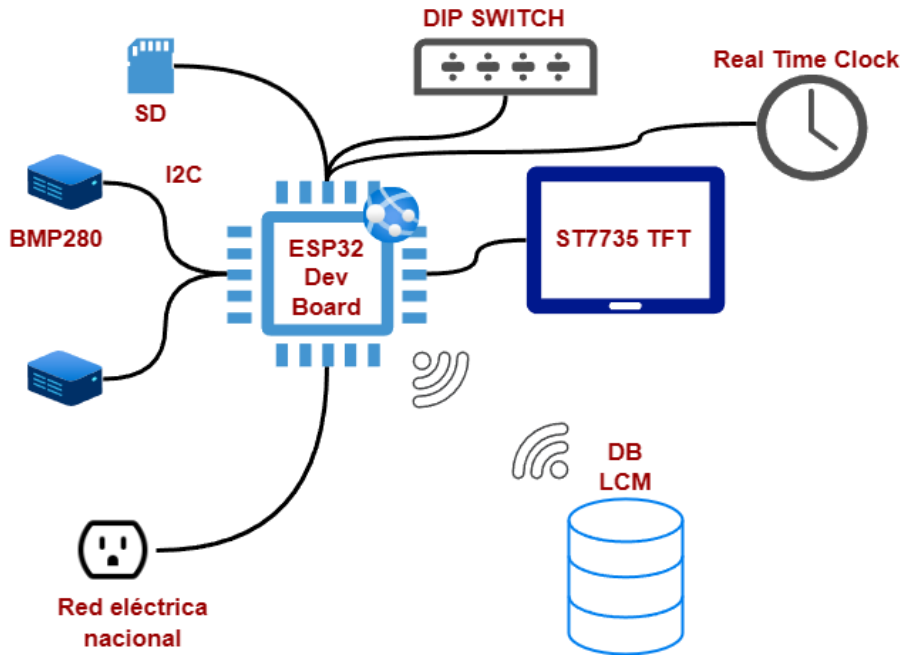 DIP SWITCH
Real Time Clock
SD
I2C
BMP280
ESP32
Dev
Board
ST7735 TFT
DB
LCM
Red eléctrica
nacional